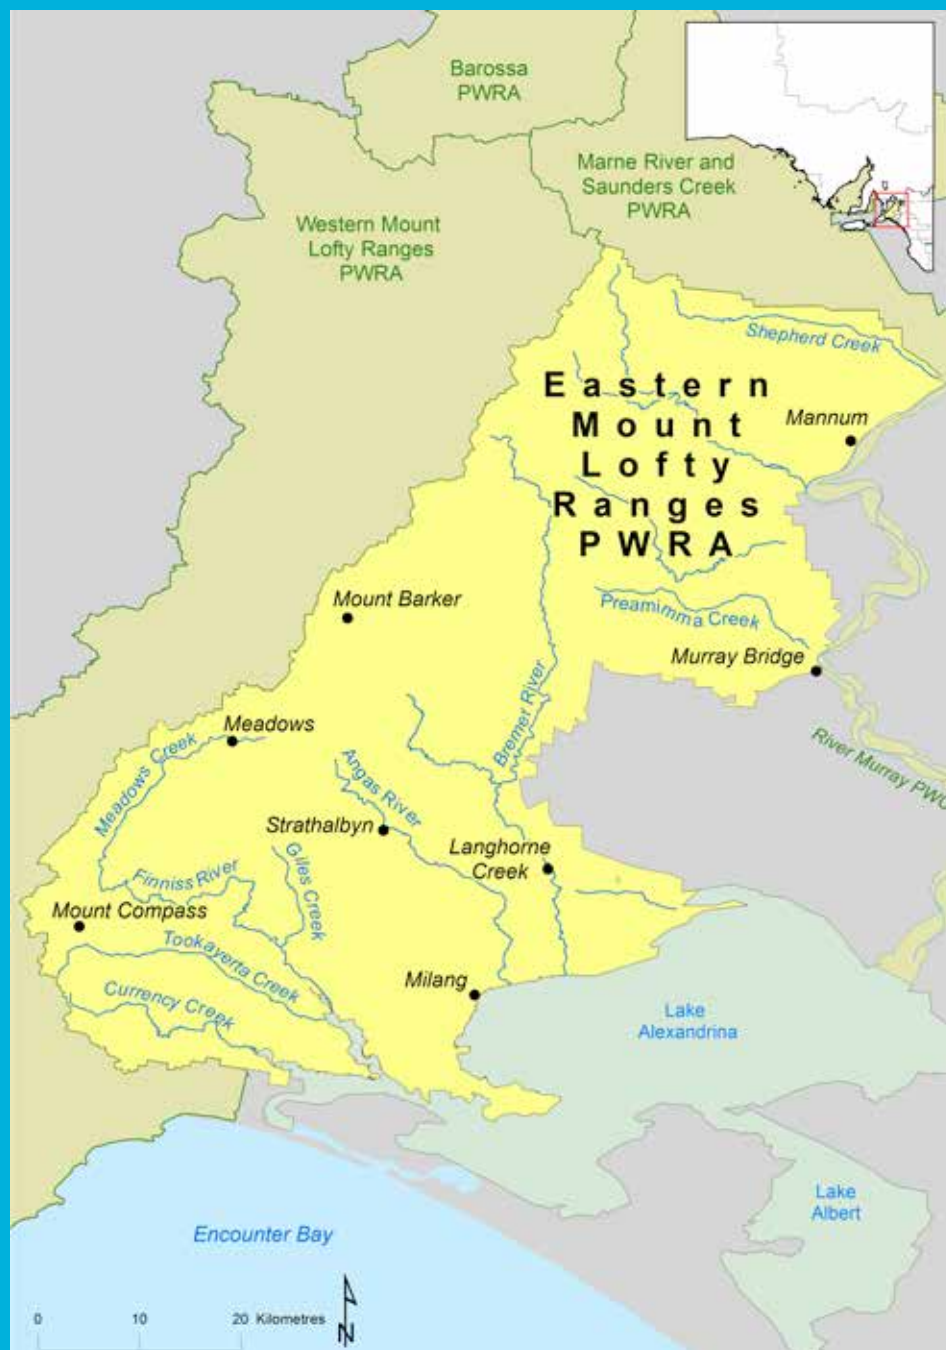 Barossa
PWRA
Marne River and
Saunders Creek
PWRA
Western Mount
Lofty Ranges
PWRA
Shepherd Creek
Eastern
Mount
Lofty
Ranges
PWRA
Mannum
Mount Barker
Preamimma Creek
Murray Bridge
Bremer River
Meadows
Meadows Creek
River Murray PWC
Angas River
Strathalbyn
Langhorne
Creek
Giles Creek
Finniss River
Mount Compass
Tookayerta Creek
Milang
Currency Creek
Lake
Alexandrina
Lake
Albert
Encounter Bay
0 10 20 Kilometres
N